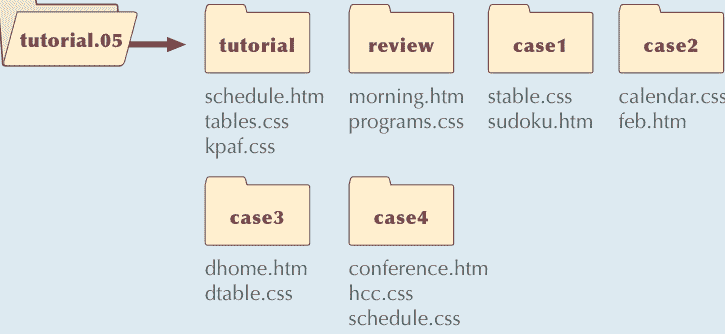 tutorial.05
tutorial
review
case1
case2
schedule.htm
tables.css
kpaf.css
morning.htm
programs.css
stable.css
sudoku.htm
calendar.css
feb.htm
case3
case4
dhome.htm
dtable.css
conference.htm
hcc.css
schedule.css